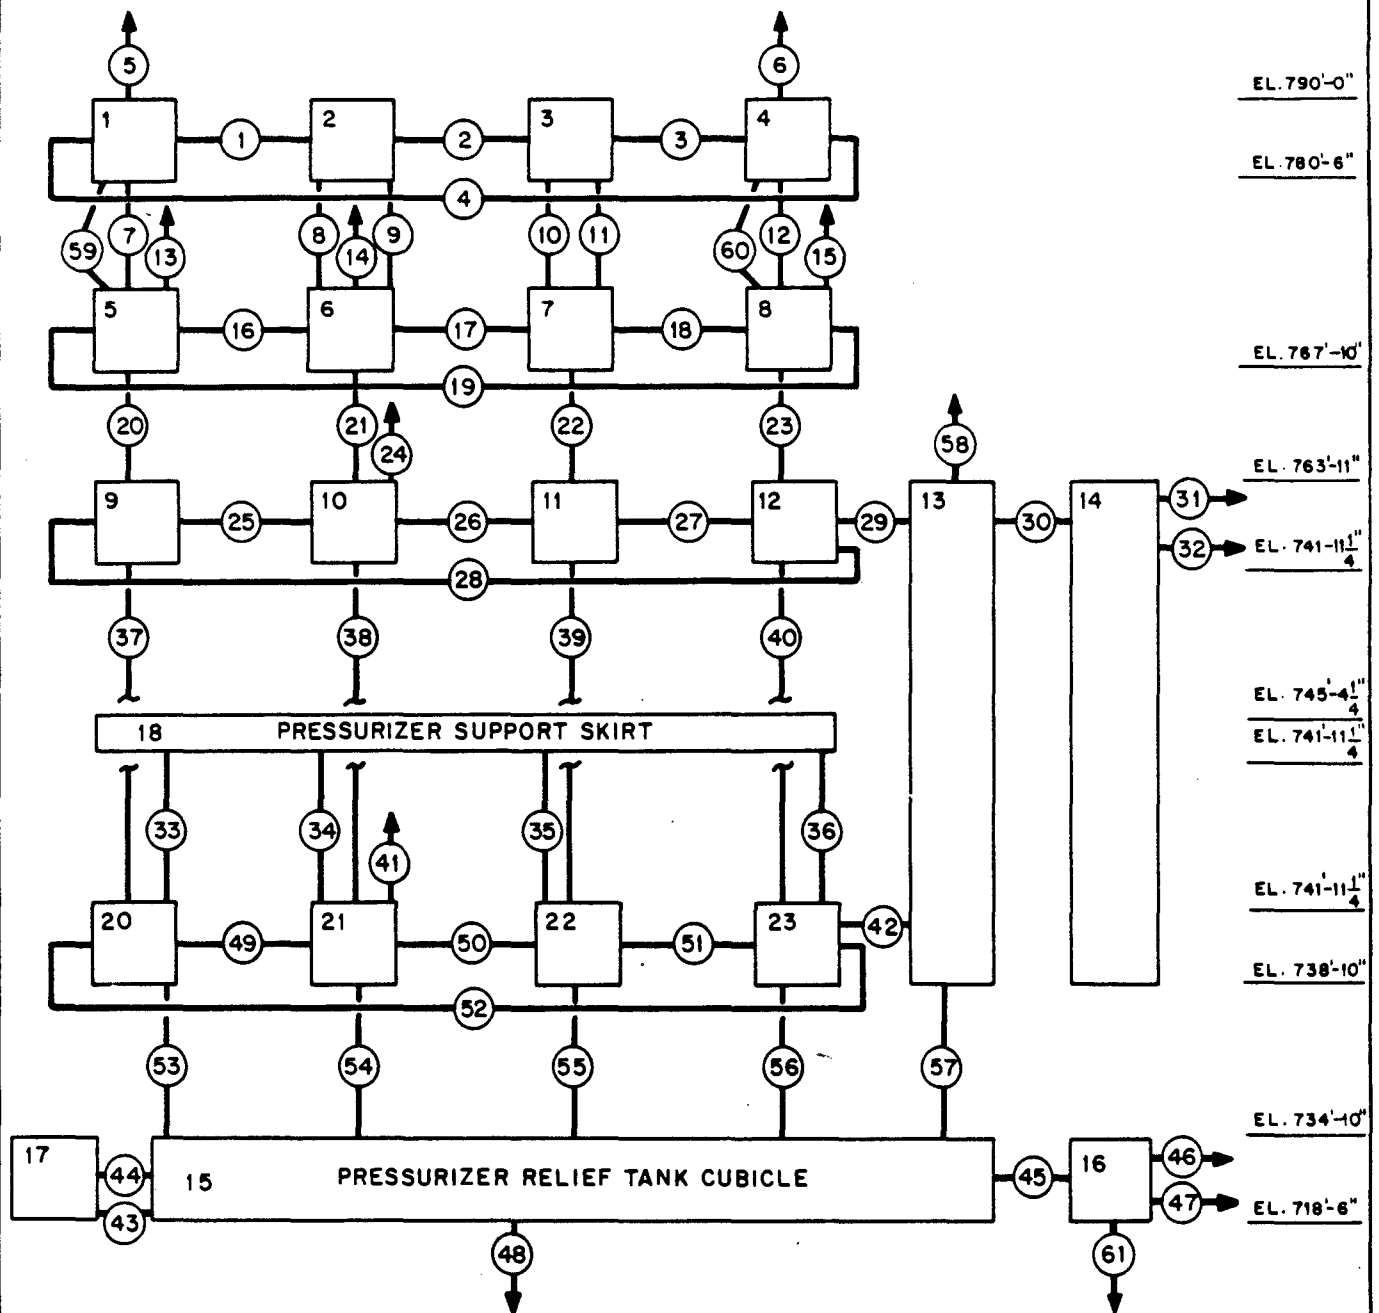 5 6
EL. 790'-0"
1 1 2 2 3 3 4
EL. 780'-6"
4
59 7 13 8 14 9 10 11 60 12 15
5 16 6 17 7 18 8
EL. 767'-10"
19
20 21 24 22 23 58
EL. 763'-11"
9 25 10 26 11 27 12 29 13 30 14 31
32 EL. 741-11 1/4"
28
37 38 39 40
EL. 745'-4 1/4"
18 PRESSURIZER SUPPORT SKIRT
EL. 741'-11 1/4"
33 34 41 35 36
EL. 741'-11 1/4"
20 49 21 50 22 51 23 42
EL. 738'-10"
52
53 54 55 56 57
EL. 734'-10"
17 44 43 15 PRESSURIZER RELIEF TANK CUBICLE 45 16 46
47 EL. 718'-6"
48 61